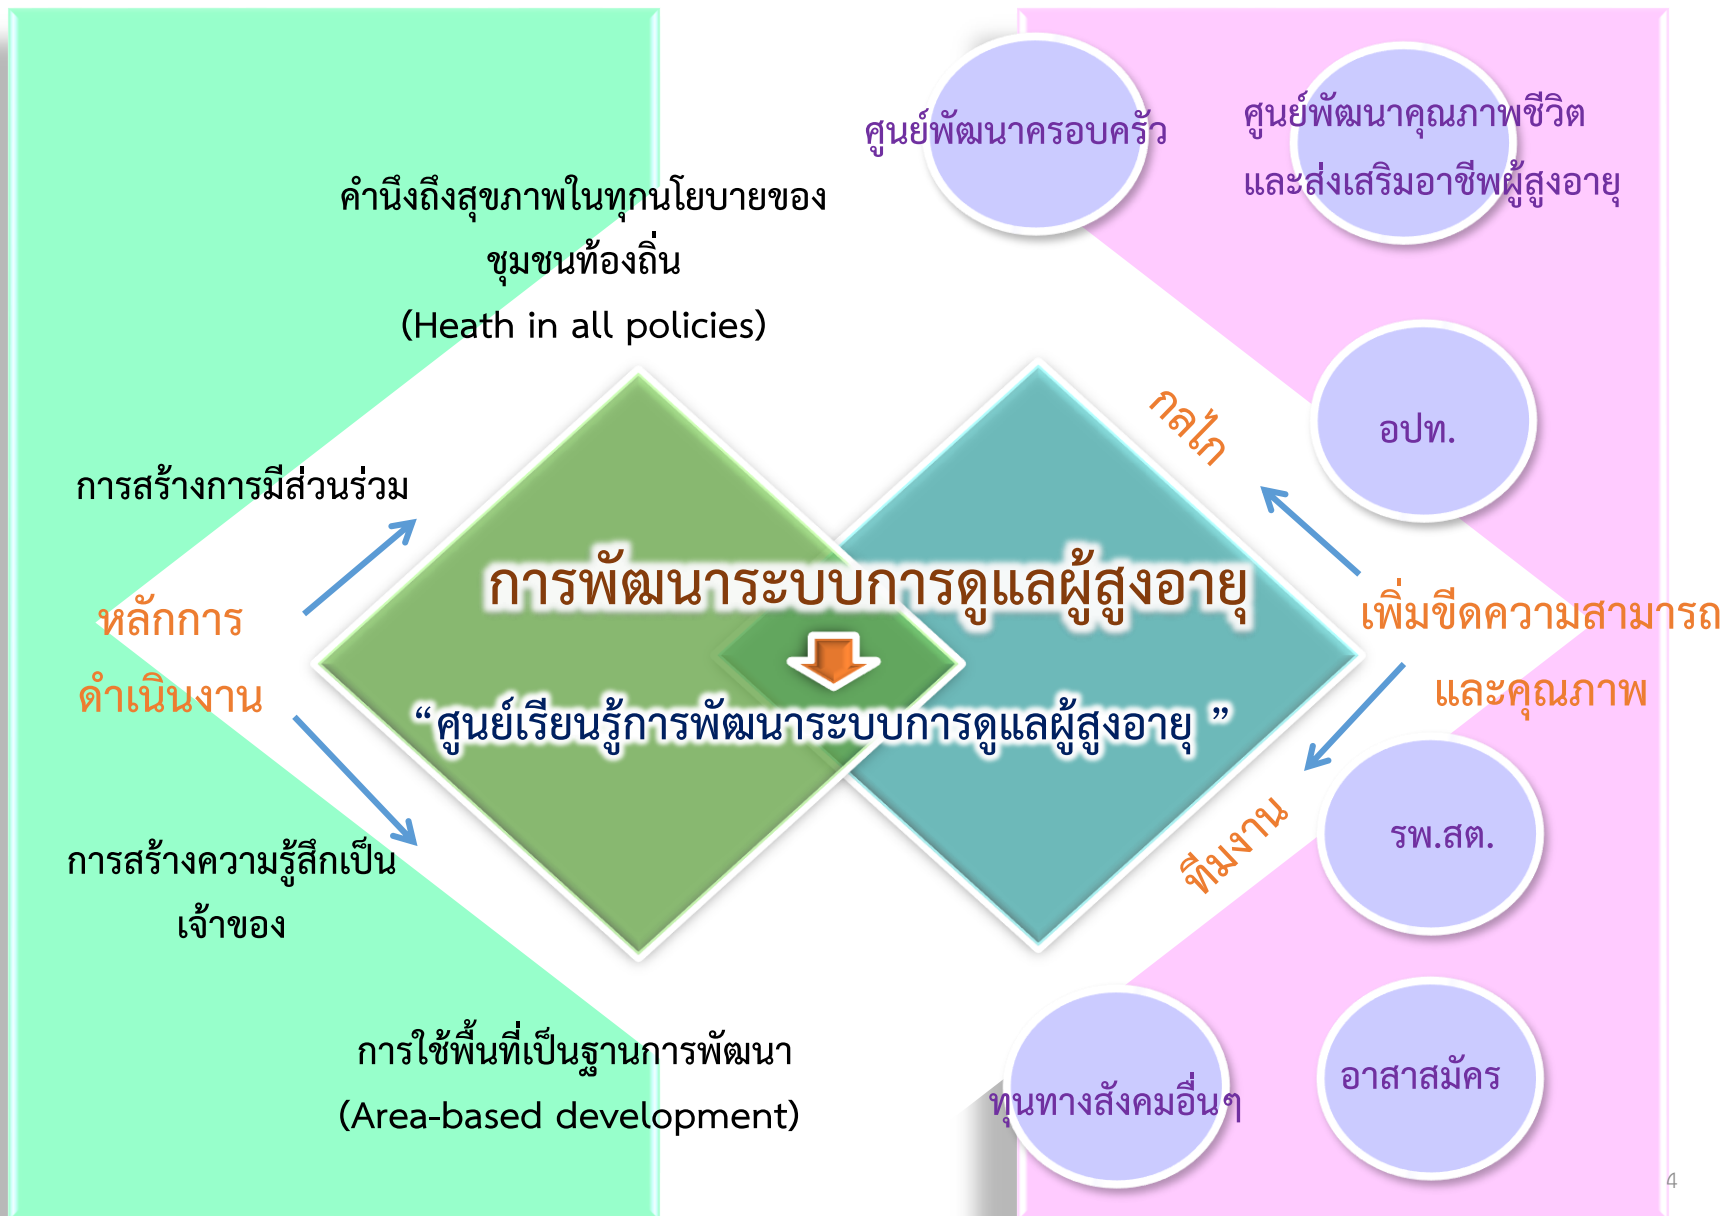 ศูนย์พัฒนาครอบครัว
ศูนย์พัฒนาคุณภาพชีวิต
และส่งเสริมอาชีพผู้สูงอายุ
คำนึงถึงสุขภาพในทุกนโยบายของ
ชุมชนท้องถิ่น
(Heath in all policies)
กลไก
อปท.
การสร้างการมีส่วนร่วม
หลักการ
ดำเนินงาน
การพัฒนาระบบการดูแลผู้สูงอายุ
“ศูนย์เรียนรู้การพัฒนาระบบการดูแลผู้สูงอายุ ”
เพิ่มขีดความสามารถ
และคุณภาพ
ทีมงาน
รพ.สต.
การสร้างความรู้สึกเป็น
เจ้าของ
การใช้พื้นที่เป็นฐานการพัฒนา
(Area-based development)
ทุนทางสังคมอื่นๆ
อาสาสมัคร
4